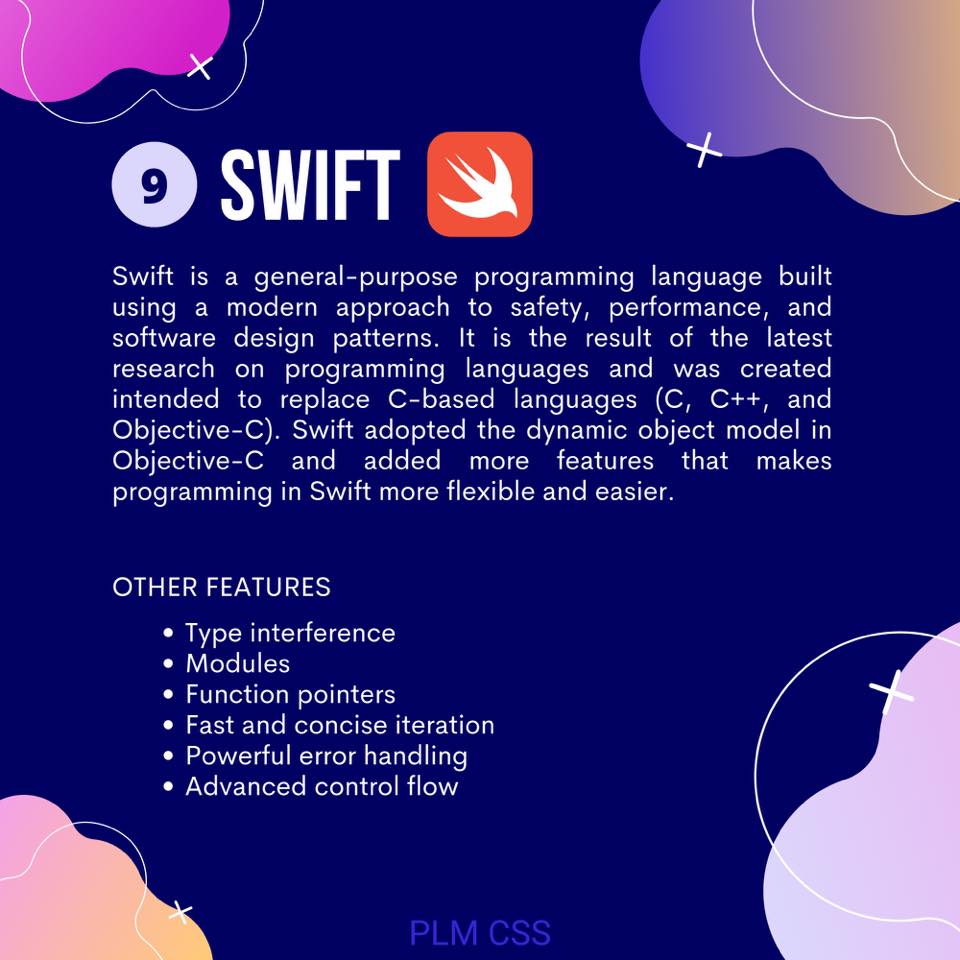 9 SWIFT
Swift is a general-purpose programming language built
using a modern approach to safety, performance, and
software design patterns. It is the result of the latest
research on programming languages and was created
intended to replace C-based languages (C, C++, and
Objective-C). Swift adopted the dynamic object model in
Objective-C and added more features that makes
programming in Swift more flexible and easier.
OTHER FEATURES
• Type interference
• Modules
• Function pointers
• Fast and concise iteration
• Powerful error handling
• Advanced control flow
PLM CSS